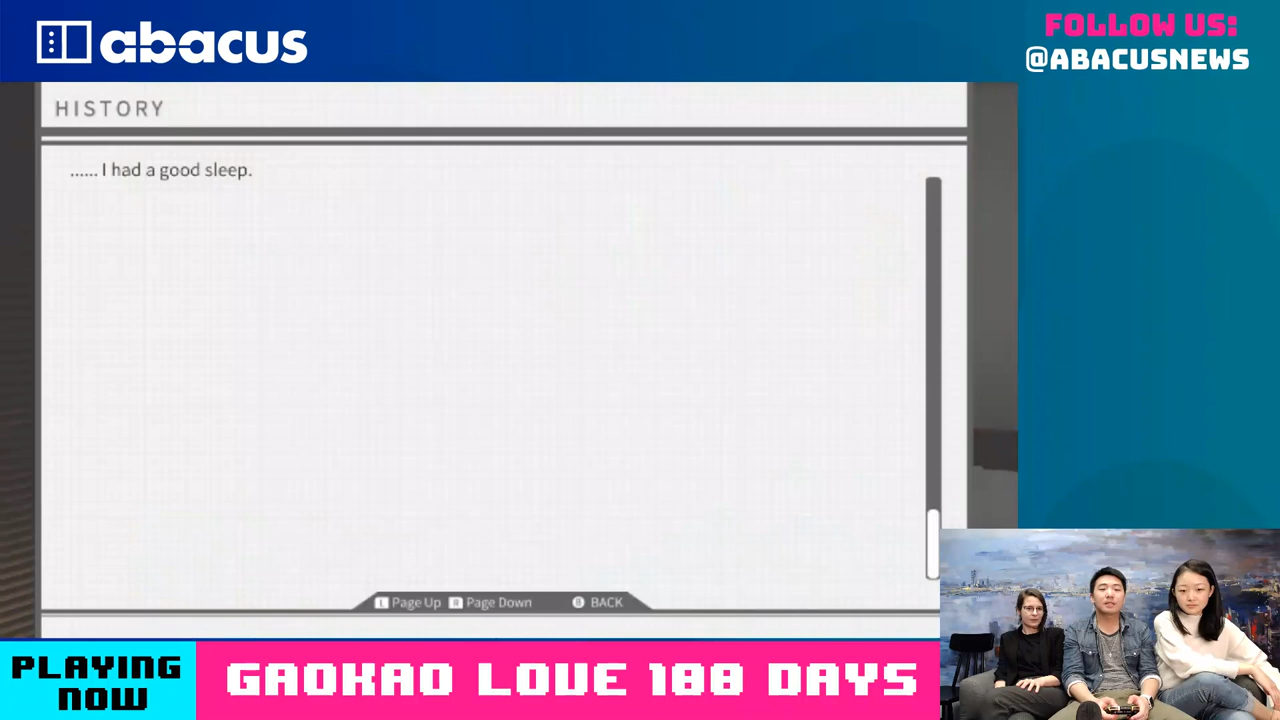 abacus
FOLLOW US:
@ABACUSNEWS
HISTORY
...... I had a good sleep.
L Page Up R Page Down B BACK
PLAYING
NOW
GAOKAO LOVE 100 DAYS